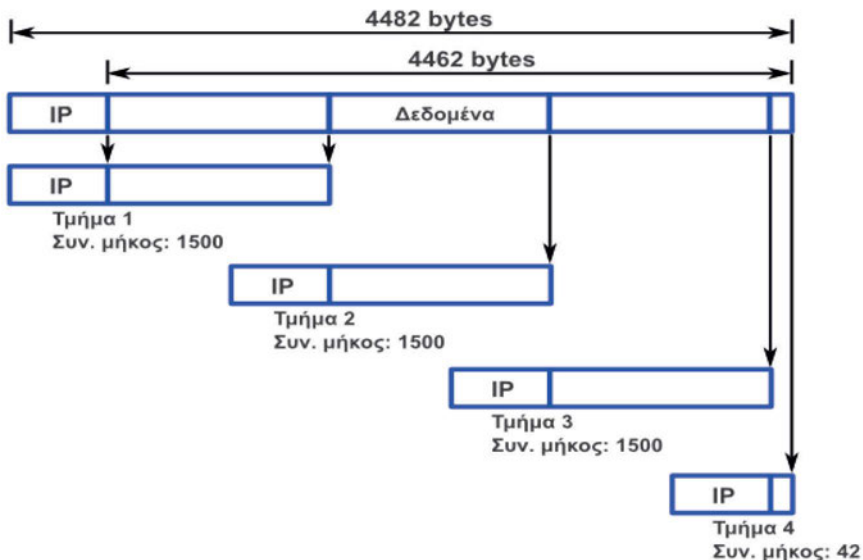 4482 bytes
4462 bytes
IP
Δεδομένα
IP
Τμήμα 1
Συν. μήκος: 1500
IP
Τμήμα 2
Συν. μήκος: 1500
IP
Τμήμα 3
Συν. μήκος: 1500
IP
Τμήμα 4
Συν. μήκος: 42